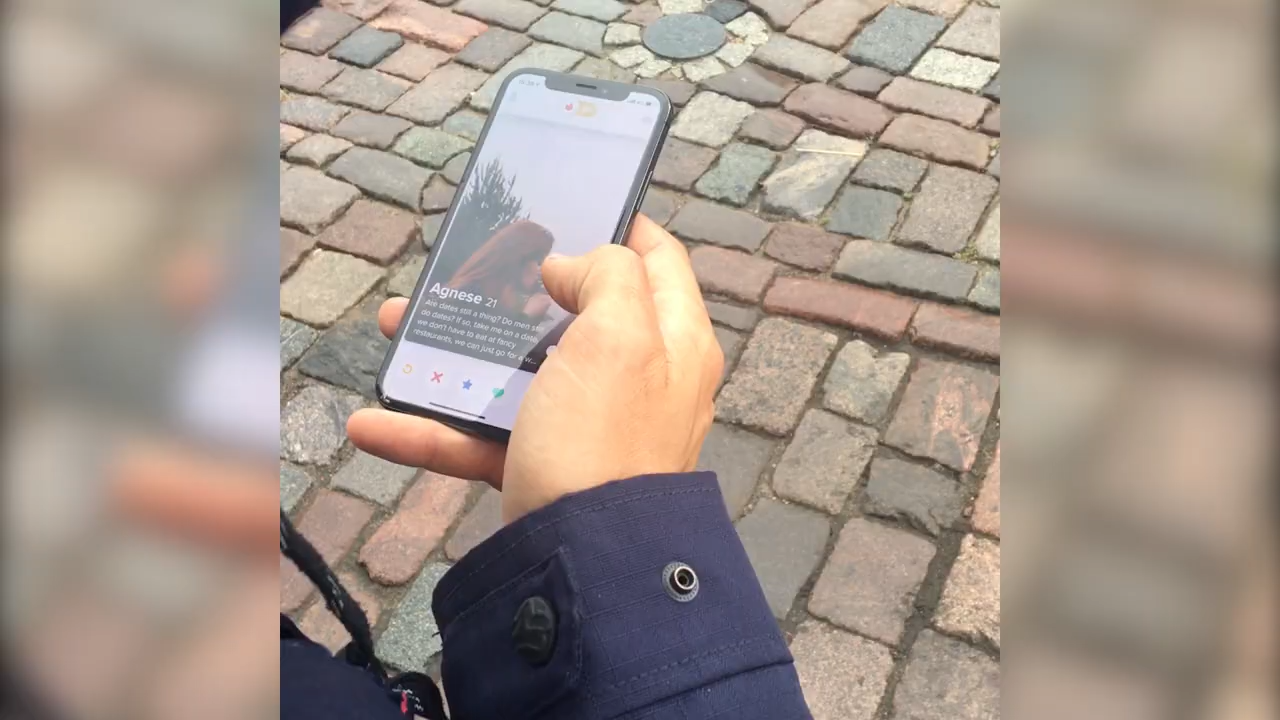 Agnese 21
Are dates still a thing? Do men still
do dates? If so, take me on a date,
we don't have to eat at fancy
restaurants, we can just go for a w...